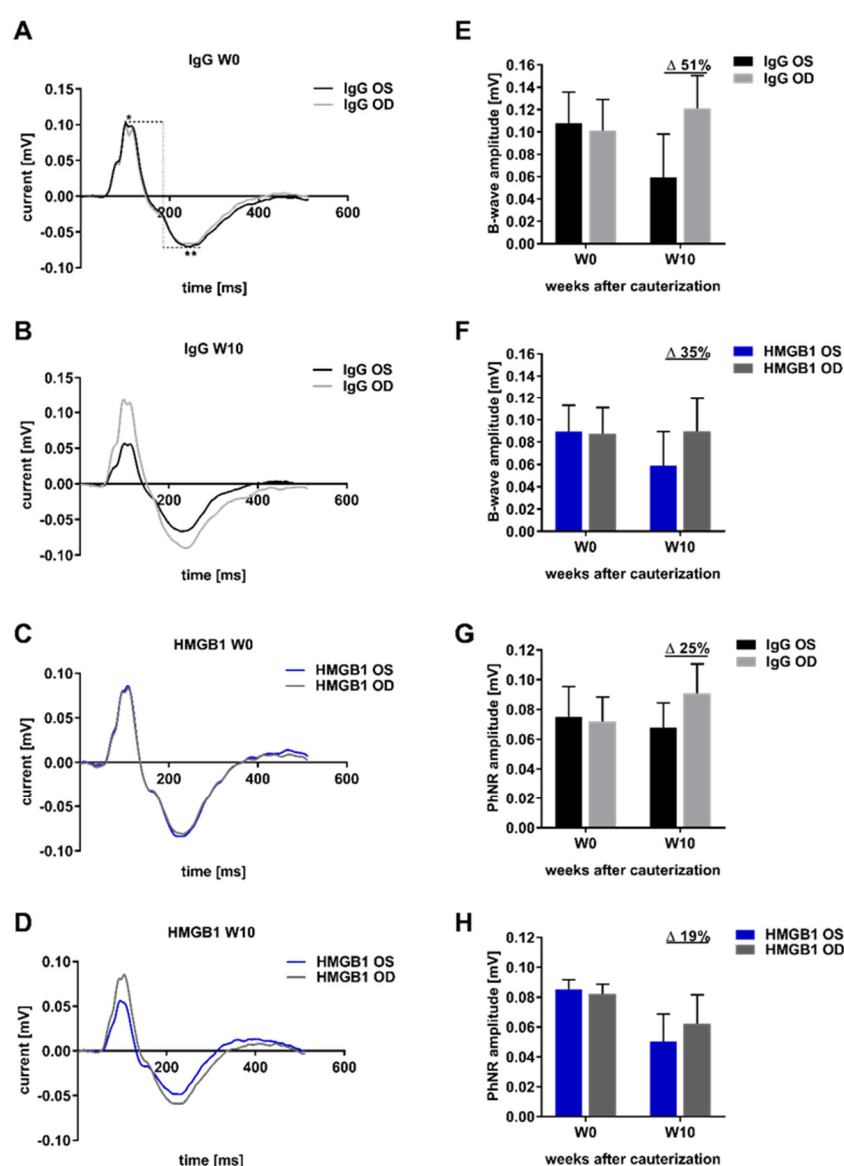 A
IgG W0
IgG OS
IgG OD
0.15
0.10
0.05
0.00
-0.05
-0.10
200
400
600
*
**
current [mV]
time [ms]
B
IgG W10
IgG OS
IgG OD
0.15
0.10
0.05
0.00
-0.05
-0.10
200
400
600
current [mV]
time [ms]
C
HMGB1 W0
HMGB1 OS
HMGB1 OD
0.10
0.05
0.00
-0.05
-0.10
200
400
600
current [mV]
time [ms]
D
HMGB1 W10
HMGB1 OS
HMGB1 OD
0.10
0.05
0.00
-0.05
-0.10
200
400
600
current [mV]
time [ms]
E
IgG OS
IgG OD
Δ 51%
0.16
0.14
0.12
0.10
0.08
0.06
0.04
0.02
0.00
B-wave amplitude [mV]
W0
W10
weeks after cauterization
F
HMGB1 OS
HMGB1 OD
Δ 35%
0.16
0.14
0.12
0.10
0.08
0.06
0.04
0.02
0.00
B-wave amplitude [mV]
W0
W10
weeks after cauterization
G
IgG OS
IgG OD
Δ 25%
0.12
0.10
0.08
0.06
0.04
0.02
0.00
PhNR amplitude [mV]
W0
W10
weeks after cauterization
H
HMGB1 OS
HMGB1 OD
Δ 19%
0.12
0.10
0.08
0.06
0.04
0.02
0.00
PhNR amplitude [mV]
W0
W10
weeks after cauterization